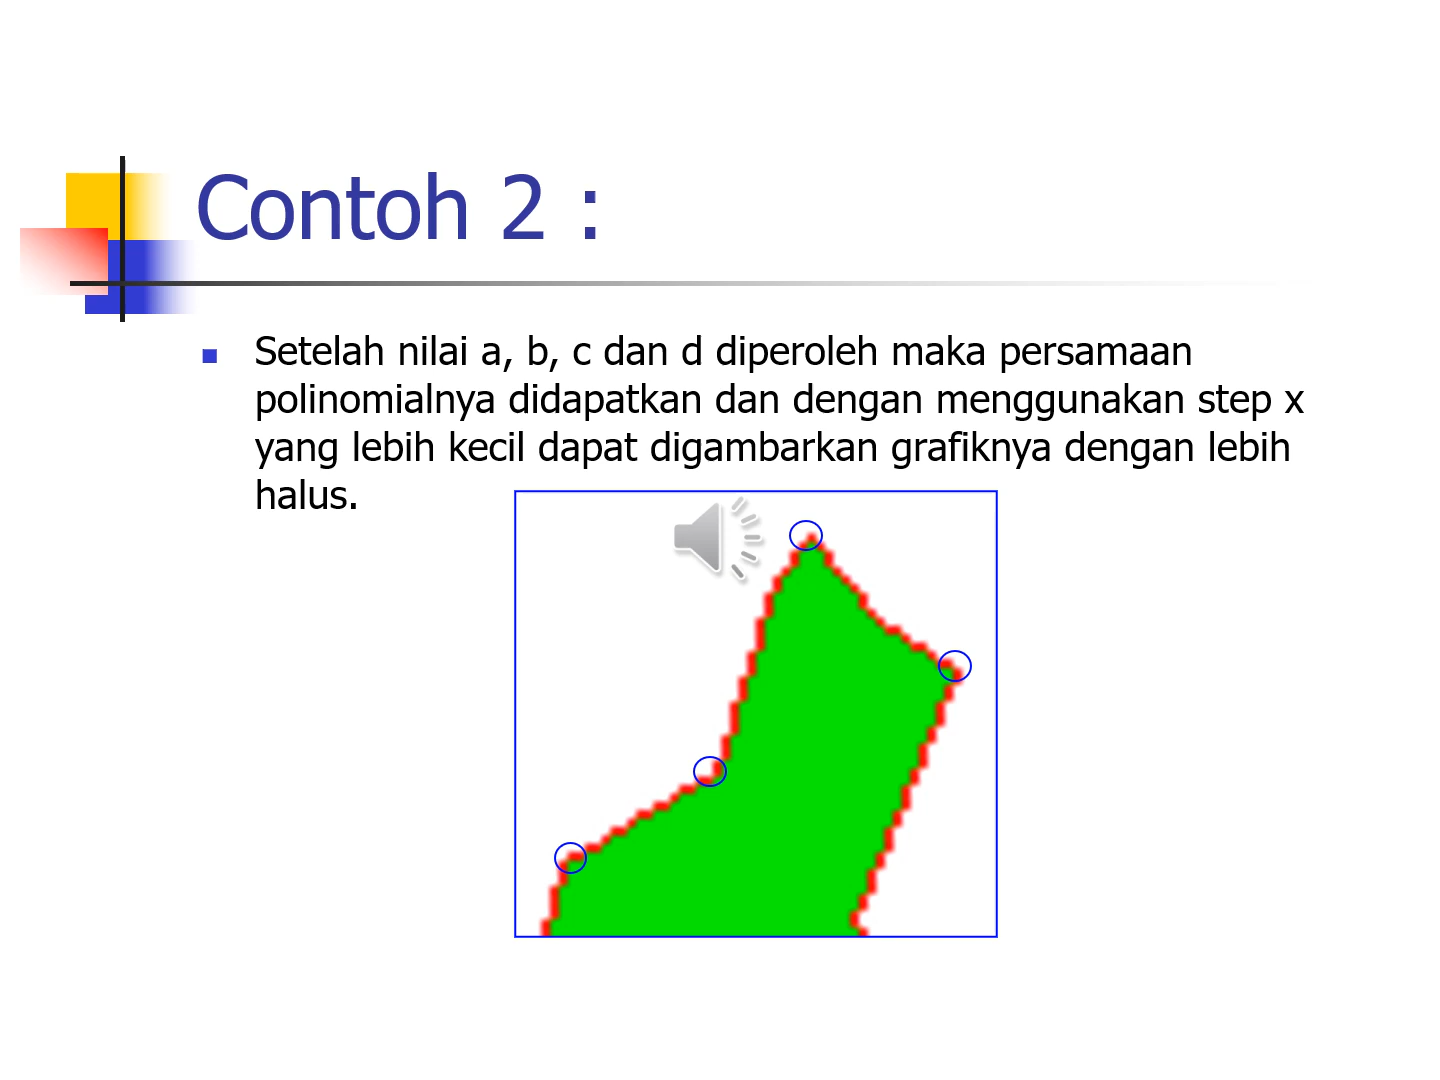 Contoh 2 :
Setelah nilai a, b, c dan d diperoleh maka persamaan
polinomialnya didapatkan dan dengan menggunakan step x
yang lebih kecil dapat digambarkan grafiknya dengan lebih
halus.